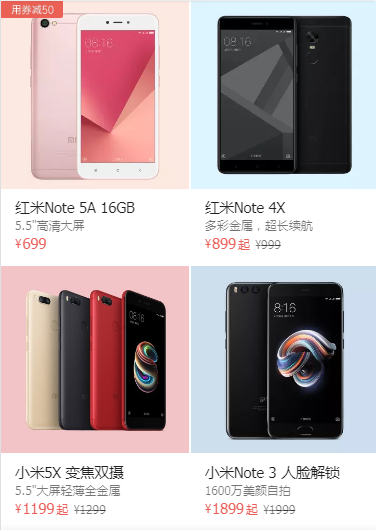 用券减50
08:16
08:16
红米Note 5A 16GB
5.5"高清大屏
¥699
红米Note 4X
多彩金属，超长续航
¥899起 ¥999
8:16
小米5X 变焦双摄
5.5"大屏轻薄全金属
¥1199起 ¥1299
小米Note 3 人脸解锁
1600万美颜自拍
¥1899起 ¥1999